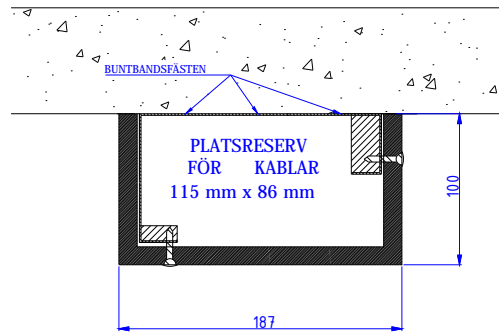 BUNTBANDSFÄSTEN
PLATSRESERV
FÖR KABLAR
115 mm x 86 mm
100
187